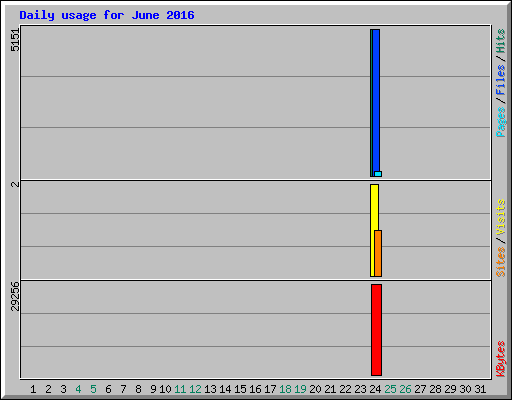 Daily usage for June 2016
5151
2
29256
Pages/Files/Hits
Sites/Visits
KBytes
1 2 3 4 5 6 7 8 9 10 11 12 13 14 15 16 17 18 19 20 21 22 23 24 25 26 27 28 29 30 31